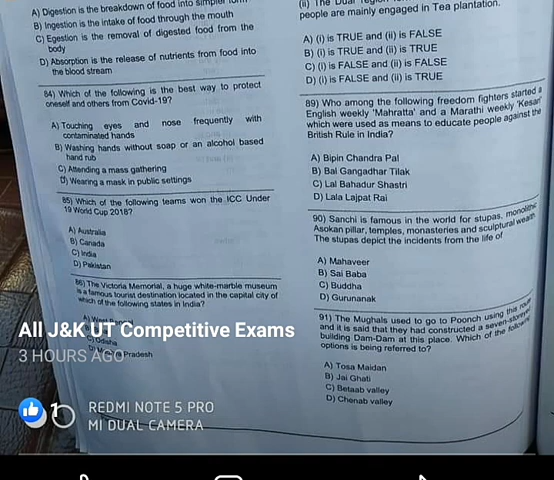 A) Digestion is the breakdown of food into simpler form
B) Ingestion is the intake of food through the mouth
C) Egestion is the removal of digested food from the
body
D) Absorption is the release of nutrients from food into
the blood stream
84) Which of the following is the best way to protect
oneself and others from Covid-19?
A) Touching eyes and nose frequently with
contaminated hands
B) Washing hands without soap or an alcohol based
hand rub
C) Attending a mass gathering
D) Wearing a mask in public settings
85) Which of the following teams won the ICC Under
19 World Cup 2018?
A) Australia
B) Canada
C) India
D) Pakistan
86) The Victoria Memorial, a huge white-marble museum
is a famous tourist destination located in the capital city of
which of the following states in India?
A) West
C) Odisha
Pradesh
(ii) The Dual region
people are mainly engaged in Tea plantation.
A) (i) is TRUE and (ii) is FALSE
B) (i) is TRUE and (ii) is TRUE
C) (i) is FALSE and (ii) is FALSE
D) (i) is FALSE and (ii) is TRUE
89) Who among the following freedom fighters started a
English weekly 'Mahratta' and a Marathi weekly 'Kesari'
which were used as means to educate people against the
British Rule in India?
A) Bipin Chandra Pal
B) Bal Gangadhar Tilak
C) Lal Bahadur Shastri
D) Lala Lajpat Rai
90) Sanchi is famous in the world for stupas, monolithic
Asokan pillar, temples, monasteries and sculptural wealth.
The stupas depict the incidents from the life of
A) Mahaveer
B) Sai Baba
C) Buddha
D) Gurunanak
91) The Mughals used to go to Poonch using this route
and it is said that they had constructed a seven-storeyed
building Dam-Dam at this place. Which of the following
options is being referred to?
A) Tosa Maidan
B) Jai Ghati
C) Betaab valley
D) Chenab valley
All J&K UT Competitive Exams
3 HOURS AGO
1
REDMI NOTE 5 PRO
MI DUAL CAMERA